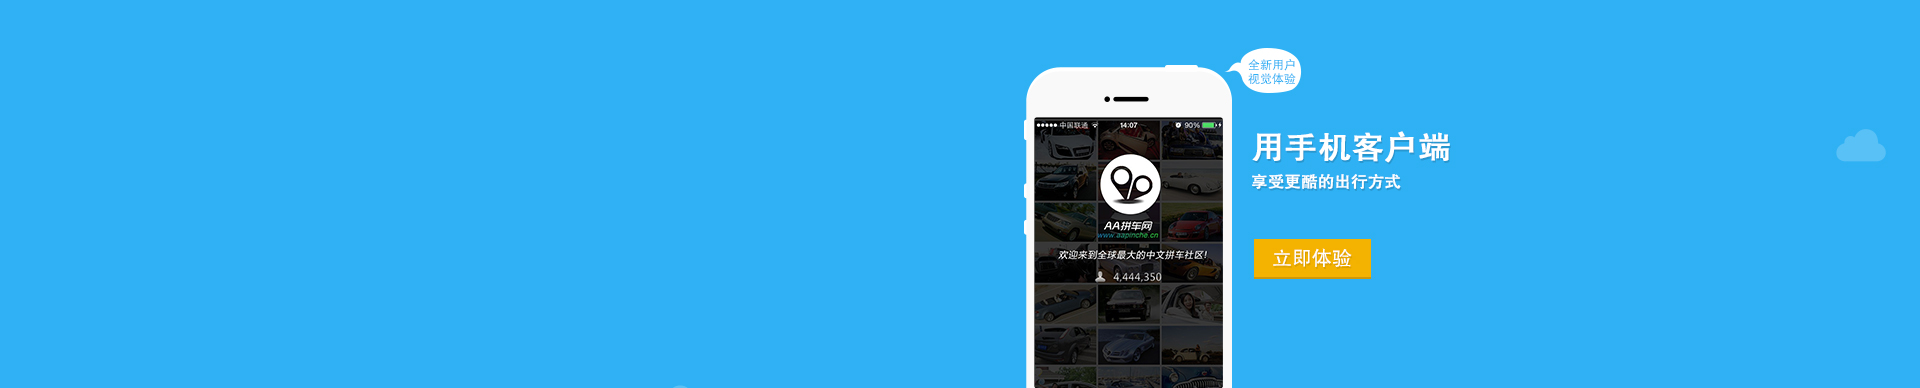 全新用户
视觉体验
中国联通
14:07
90%
用手机客户端
享受更酷的出行方式
AA拼车网
www.aapinche.cn
欢迎来到全球最大的中文拼车社区!
4,444,350
立即体验